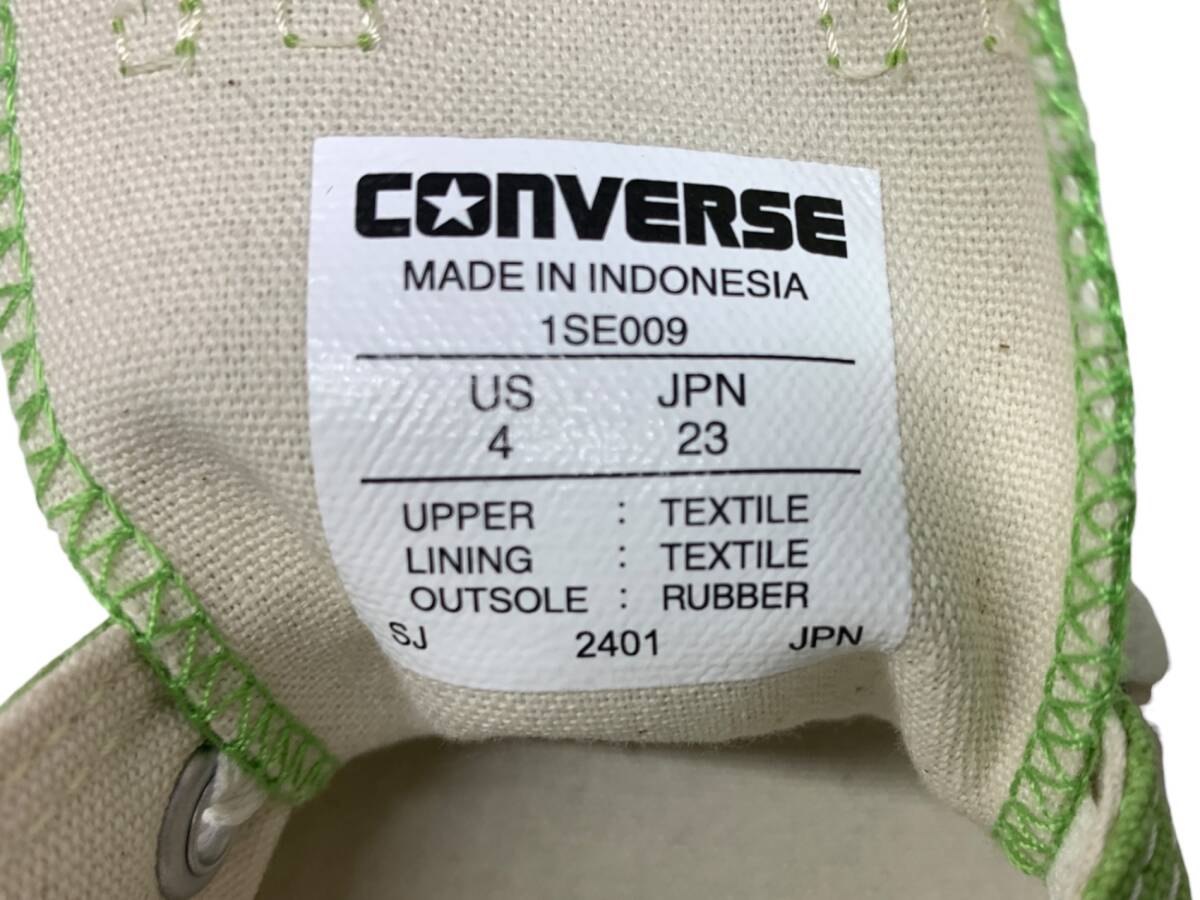 CONVERSE
MADE IN INDONESIA
1SE009
US JPN
4 23
UPPER : TEXTILE
LINING : TEXTILE
OUTSOLE : RUBBER
SJ 2401 JPN